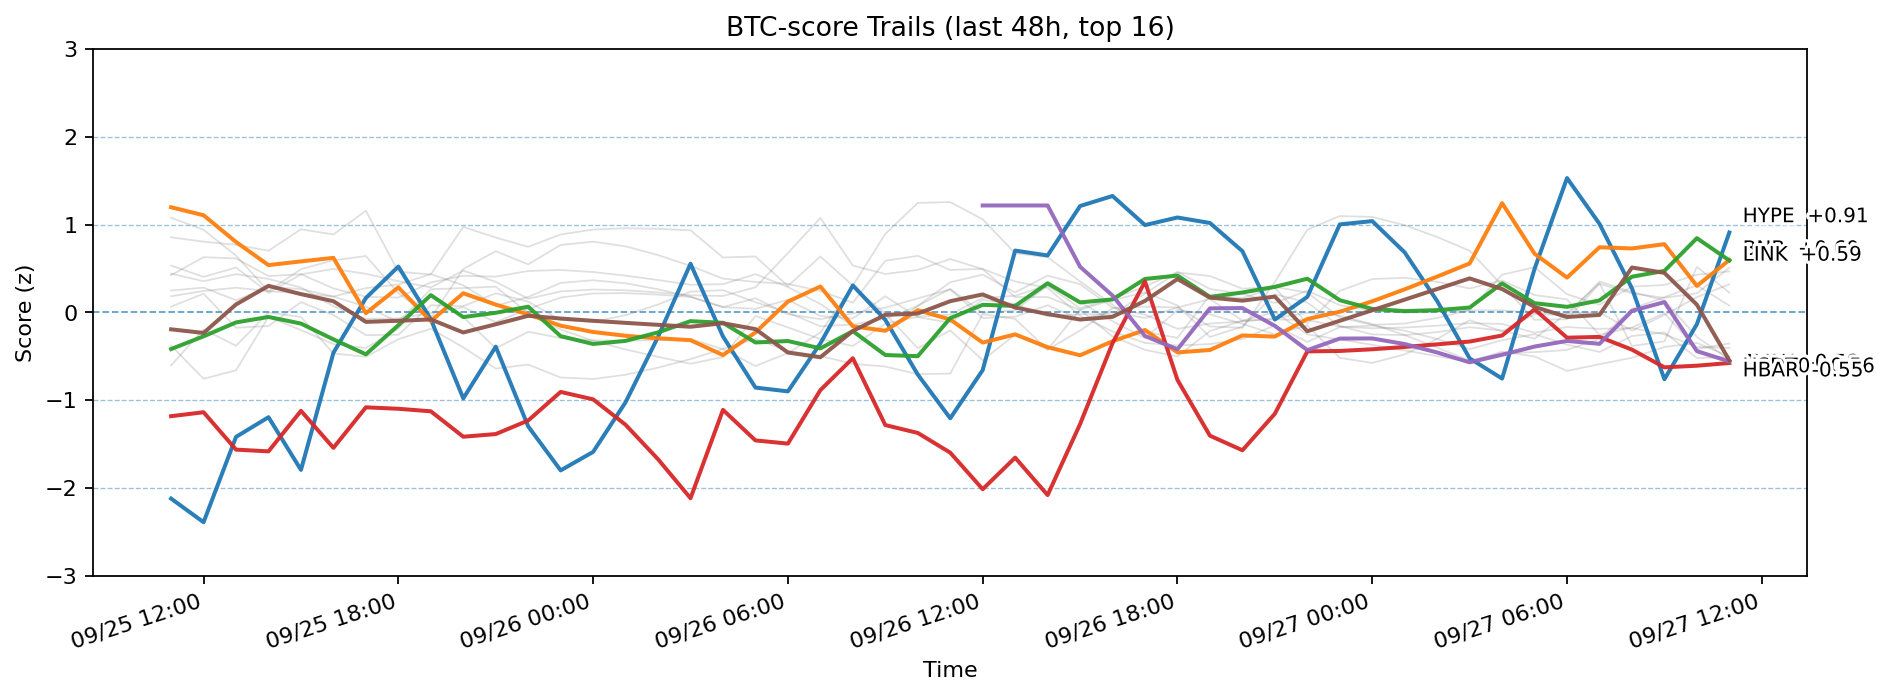 BTC-score Trails (last 48h, top 16)
3
2
1
0
−1
−2
−3
Score (z)
HYPE +0.91
LINK +0.59
HBAR -0.55
09/25 12:00
09/25 18:00
09/26 00:00
09/26 06:00
09/26 12:00
09/26 18:00
09/27 00:00
09/27 06:00
09/27 12:00
Time